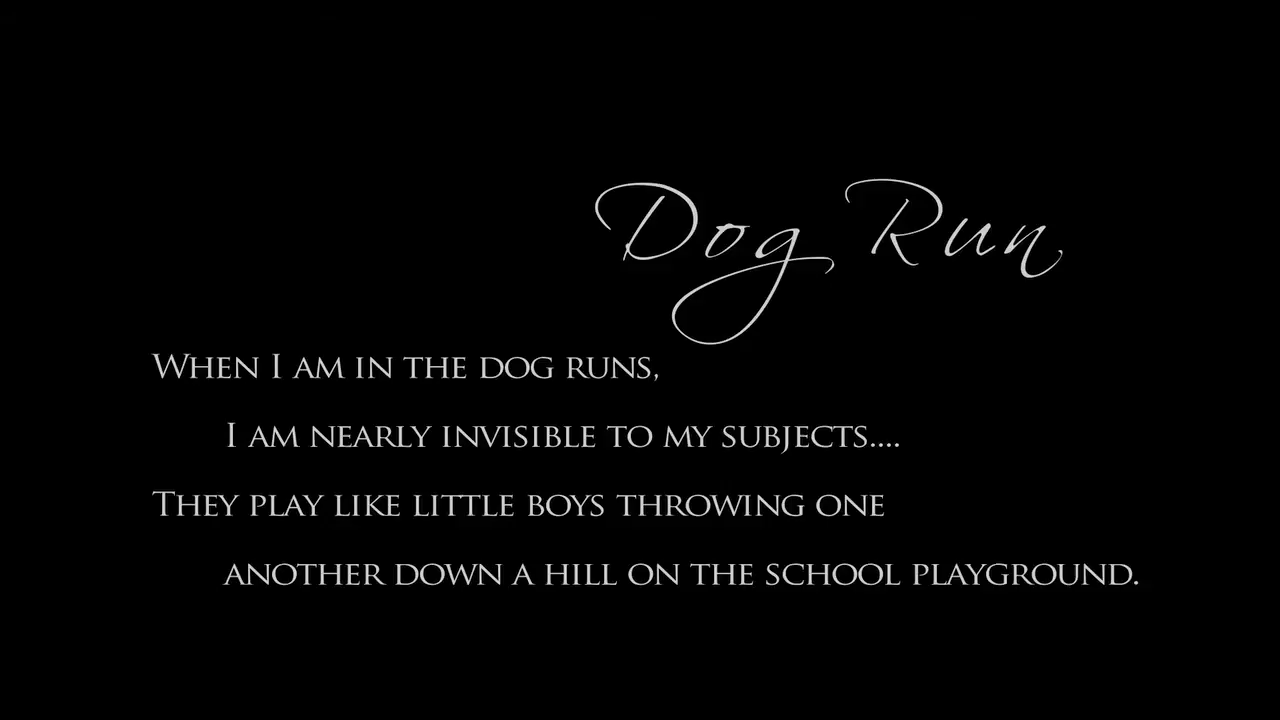 Dog Run
When I am in the dog runs,
I am nearly invisible to my subjects....
They play like little boys throwing one
another down a hill on the school playground.